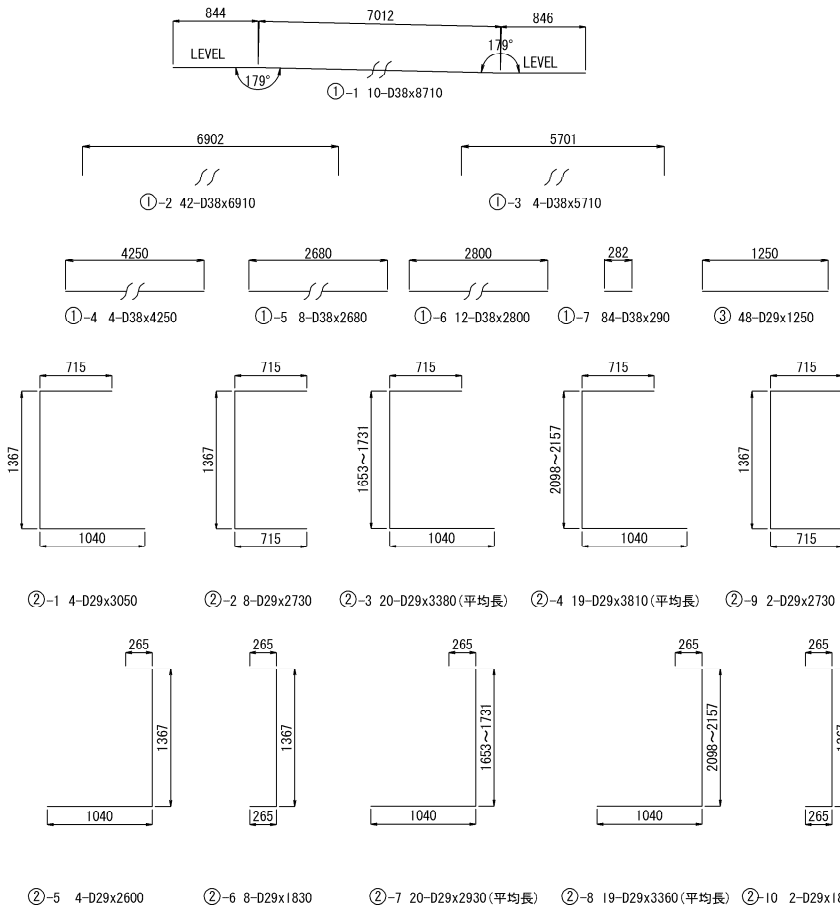 844 7012 846
LEVEL 179° LEVEL
179°
①-1 10-D38x8710
6902 5701
①-2 42-D38x6910 ①-3 4-D38x5710
4250 2680 2800 282 1250
①-4 4-D38x4250 ①-5 8-D38x2680 ①-6 12-D38x2800 ①-7 84-D38x290 ③ 48-D29x1250
715 715 715 715 715
1367 1367 1653~1731 2098~2157 1367
1040 715 1040 1040 715
②-1 4-D29x3050 ②-2 8-D29x2730 ②-3 20-D29x3380(平均長) ②-4 19-D29x3810(平均長) ②-9 2-D29x2730
265 265 265 265 265
1367 1367 1653~1731 2098~2157 1367
1040 265 1040 1040 265
②-5 4-D29x2600 ②-6 8-D29x1830 ②-7 20-D29x2930(平均長) ②-8 19-D29x3360(平均長) ②-10